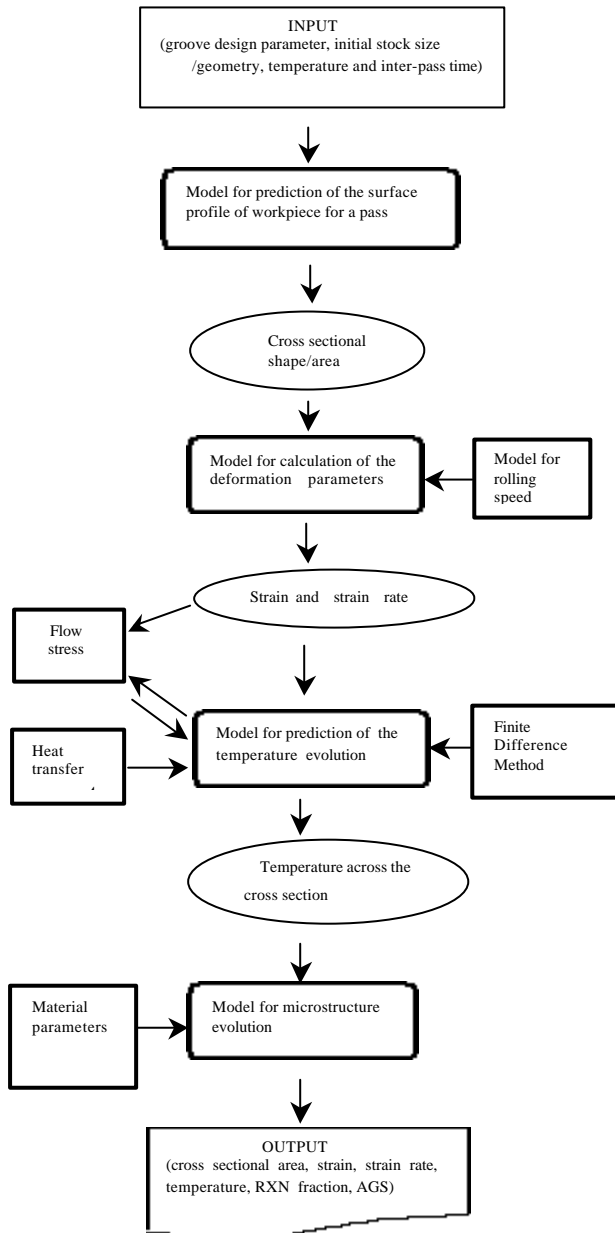 INPUT
(groove design parameter, initial stock size
/geometry, temperature and inter-pass time)
Model for prediction of the surface
profile of workpiece for a pass
Cross sectional
shape/area
Model for calculation of the
deformation parameters
Model for
rolling
speed
Strain and strain rate
Flow
stress
Model for prediction of the
temperature evolution
Finite
Difference
Method
Heat
transfer
Temperature across the
cross section
Material
parameters
Model for microstructure
evolution
OUTPUT
(cross sectional area, strain, strain rate,
temperature, RXN fraction, AGS)